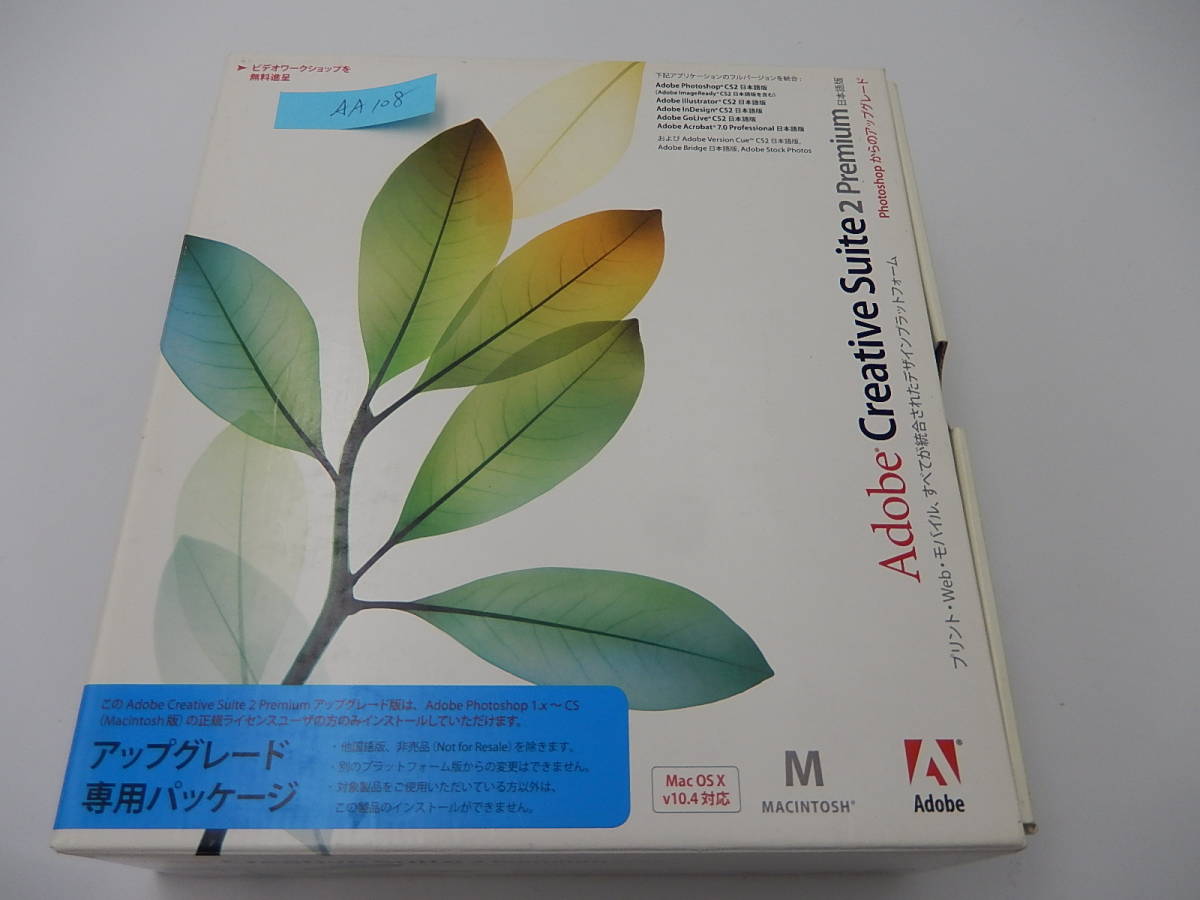 ➤ ビデオワークショップを
無料進呈
AA108
下記アプリケーションのフルバージョンを統合：
Adobe Photoshop® CS2 日本語版
(Adobe ImageReady® CS2 日本語版を含む)
Adobe Illustrator® CS2 日本語版
Adobe InDesign® CS2 日本語版
Adobe GoLive® CS2 日本語版
Adobe Acrobat® 7.0 Professional 日本語版
および Adobe Version Cue™ CS2 日本語版、
Adobe Bridge 日本語版、Adobe Stock Photos
Photoshop からのアップグレード
Adobe® Creative Suite 2 Premium 日本語版
プリント・Web・モバイル、すべてが統合されたデザインプラットフォーム
この Adobe Creative Suite 2 Premium アップグレード版は、Adobe Photoshop 1.x 〜 CS
(Macintosh 版) の正規ライセンスユーザの方のみインストールしていただけます。
アップグレード
専用パッケージ
・他国語版、非売品 (Not for Resale) を除きます。
・別のプラットフォーム版からの変更はできません。
・対象製品をご使用いただいている方以外は、
この製品のインストールができません。
Mac OS X
v10.4 対応
M
MACINTOSH®
Adobe